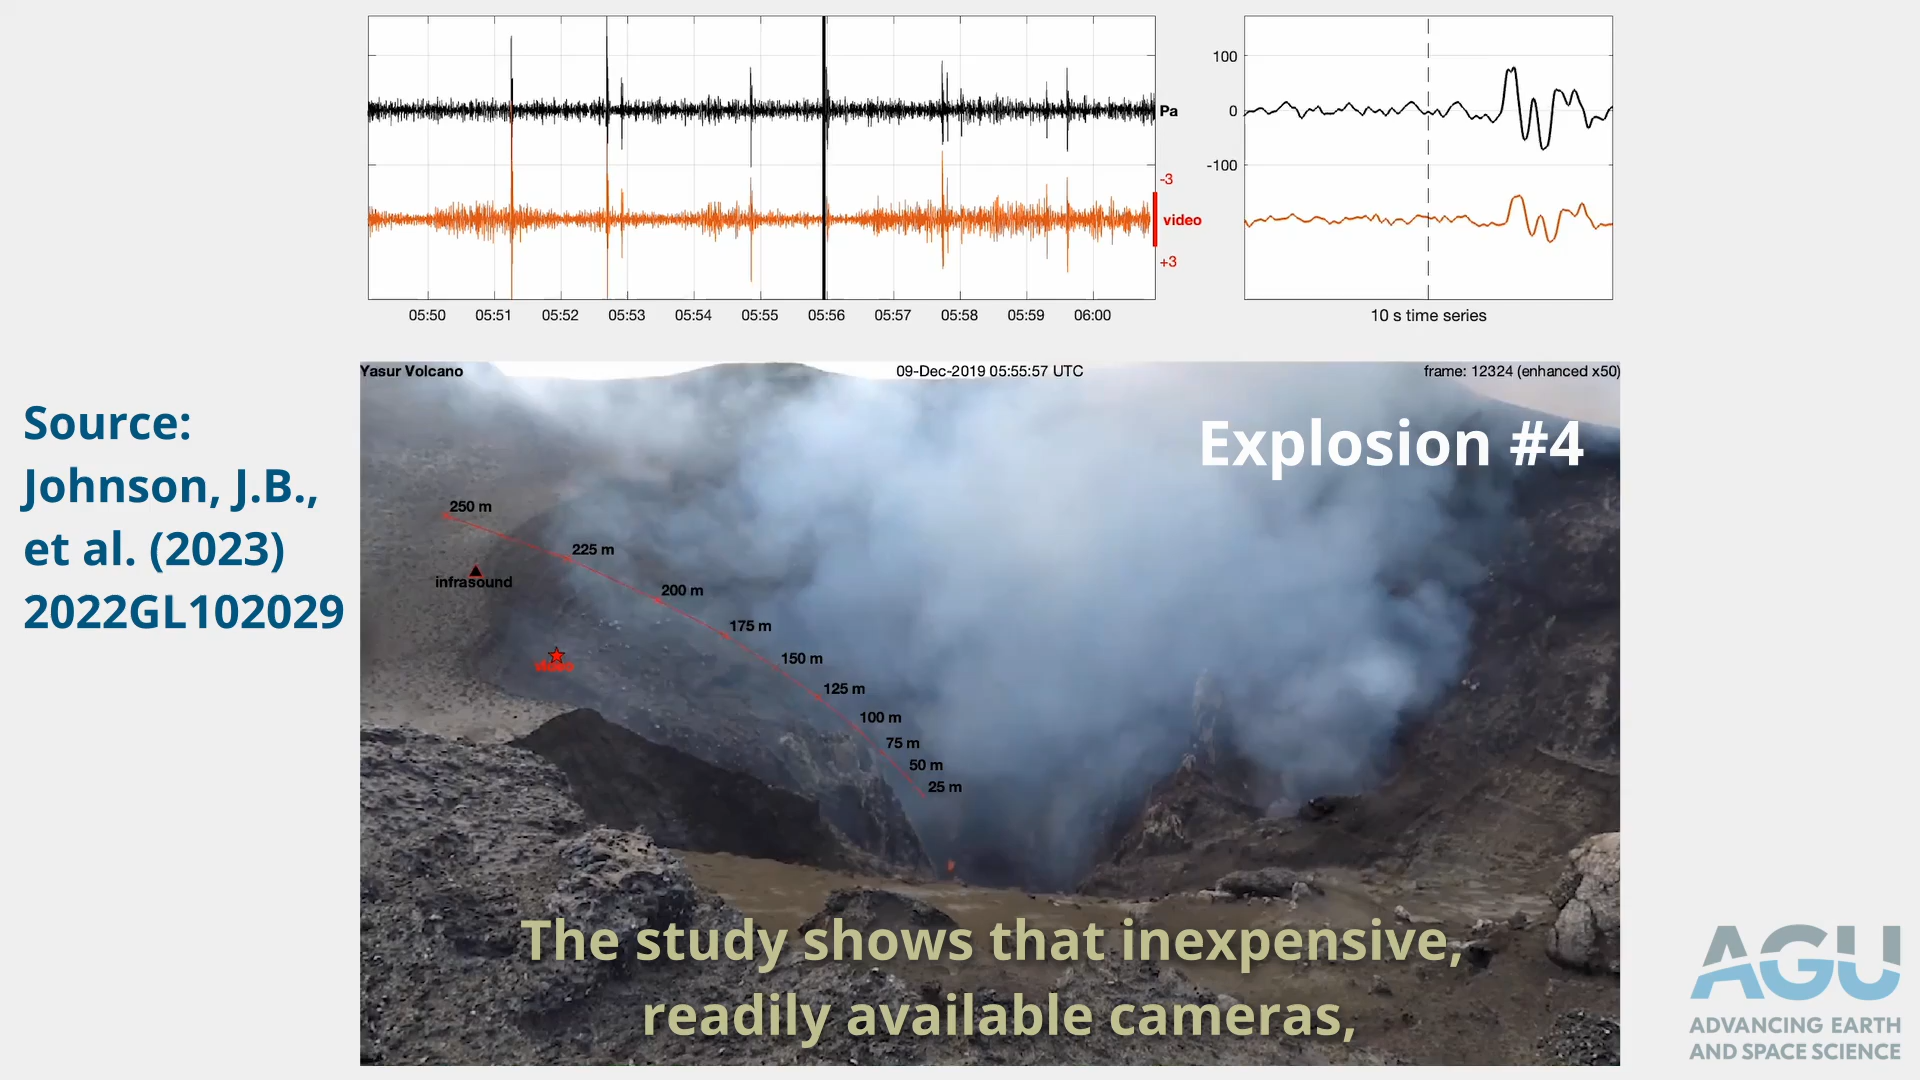 100
0
-100
Pa
-3
video
+3
05:50 05:51 05:52 05:53 05:54 05:55 05:56 05:57 05:58 05:59 06:00
10 s time series
Yasur Volcano
09-Dec-2019 05:55:57 UTC
frame: 12324 (enhanced x50)
Explosion #4
Source:
Johnson, J.B.,
et al. (2023)
2022GL102029
250 m
225 m
infrasound
200 m
175 m
video
150 m
125 m
100 m
75 m
50 m
25 m
The study shows that inexpensive,
readily available cameras,
AGU
ADVANCING EARTH
AND SPACE SCIENCE